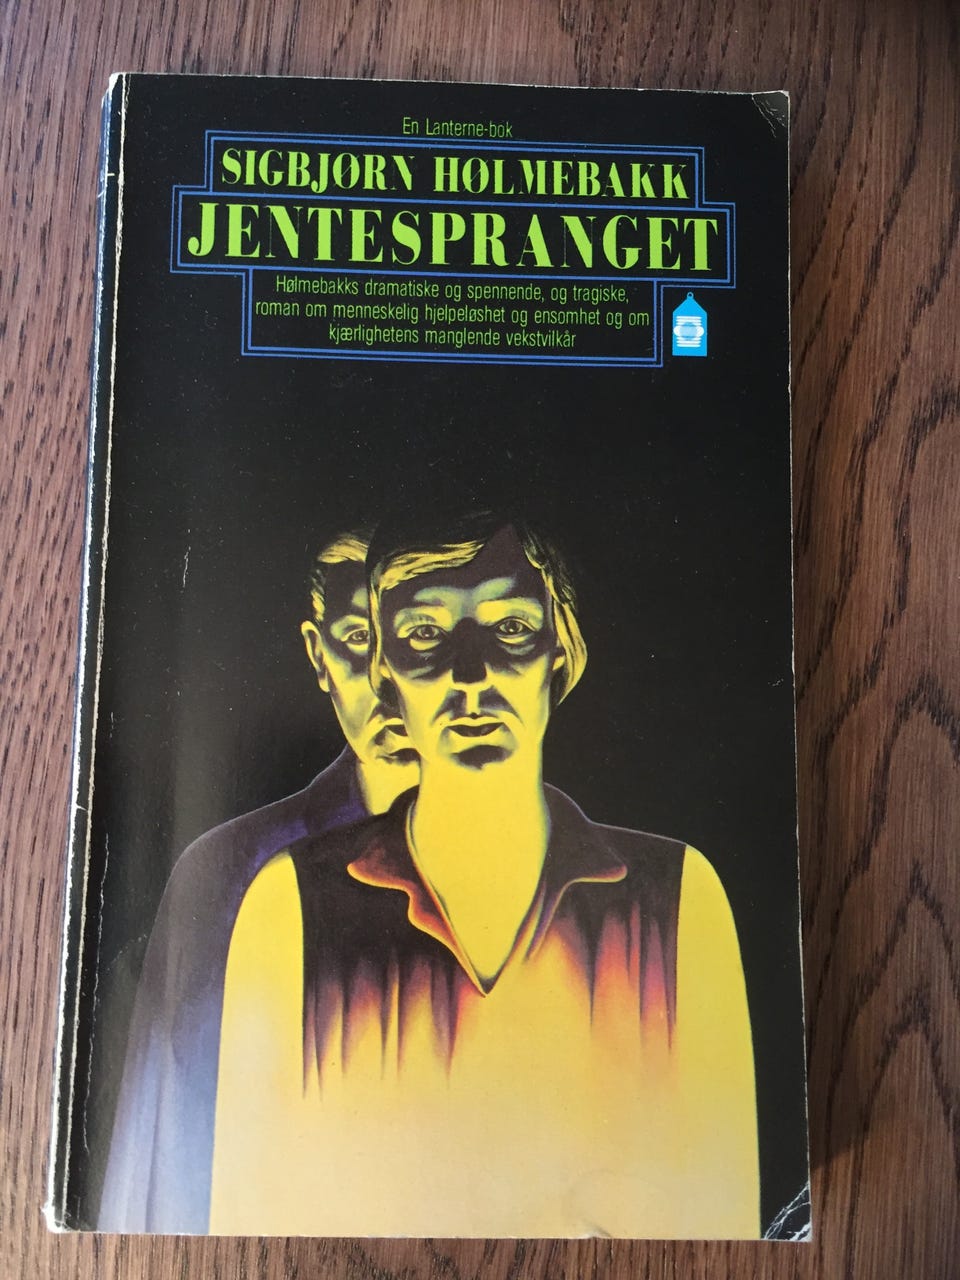 En Lanterne-bok
SIGBJØRN HØLMEBAKK
JENTESPRANGET
Hølmebakks dramatiske og spennende, og tragiske,
roman om menneskelig hjelpeløshet og ensomhet og om
kjærlighetens manglende vekstvilkår